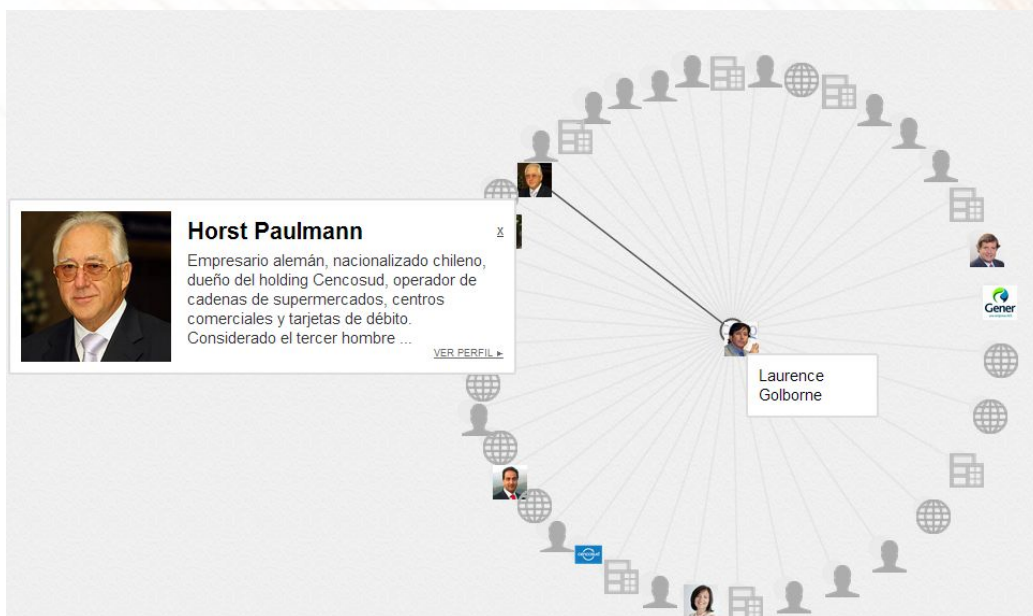 Horst Paulmann
X
Empresario alemán, nacionalizado chileno,
dueño del holding Cencosud, operador de
cadenas de supermercados, centros
comerciales y tarjetas de débito.
Considerado el tercer hombre ...
VER PERFIL ▸
Gener
Laurence
Golborne
cencosud